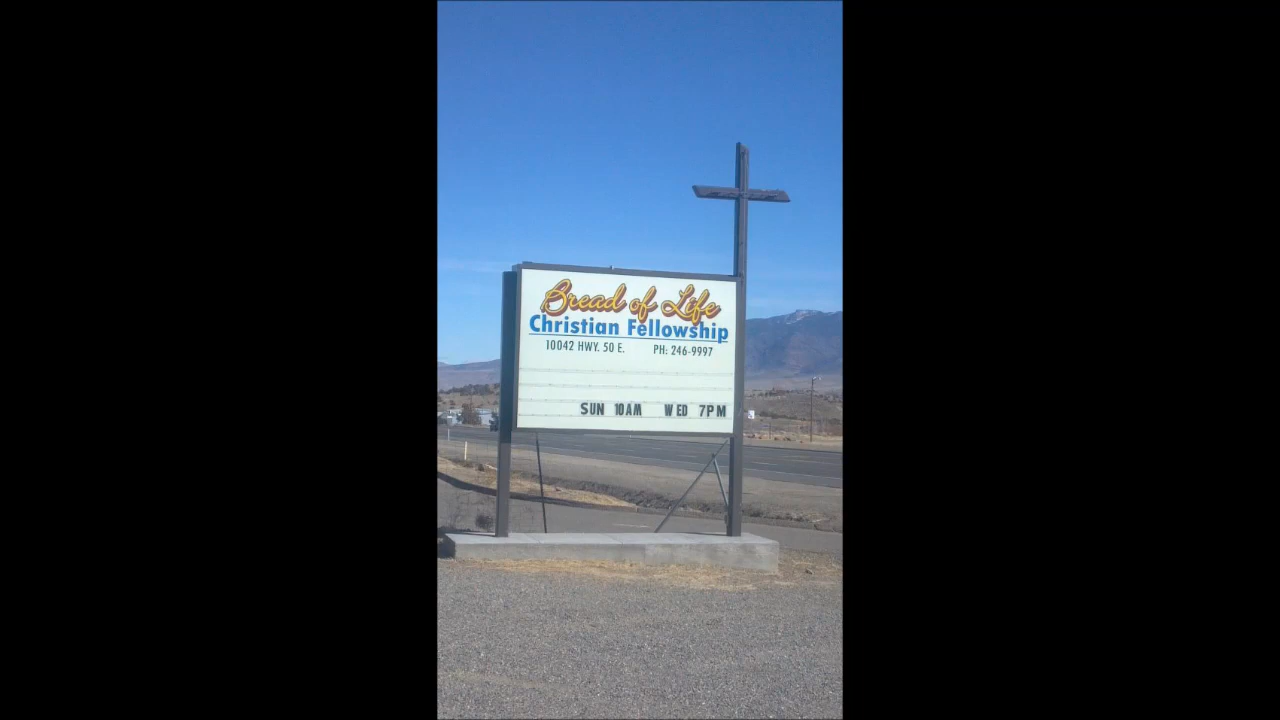 Bread of Life
Christian Fellowship
10042 HWY. 50 E. PH: 246-9997
SUN 10AM WED 7PM